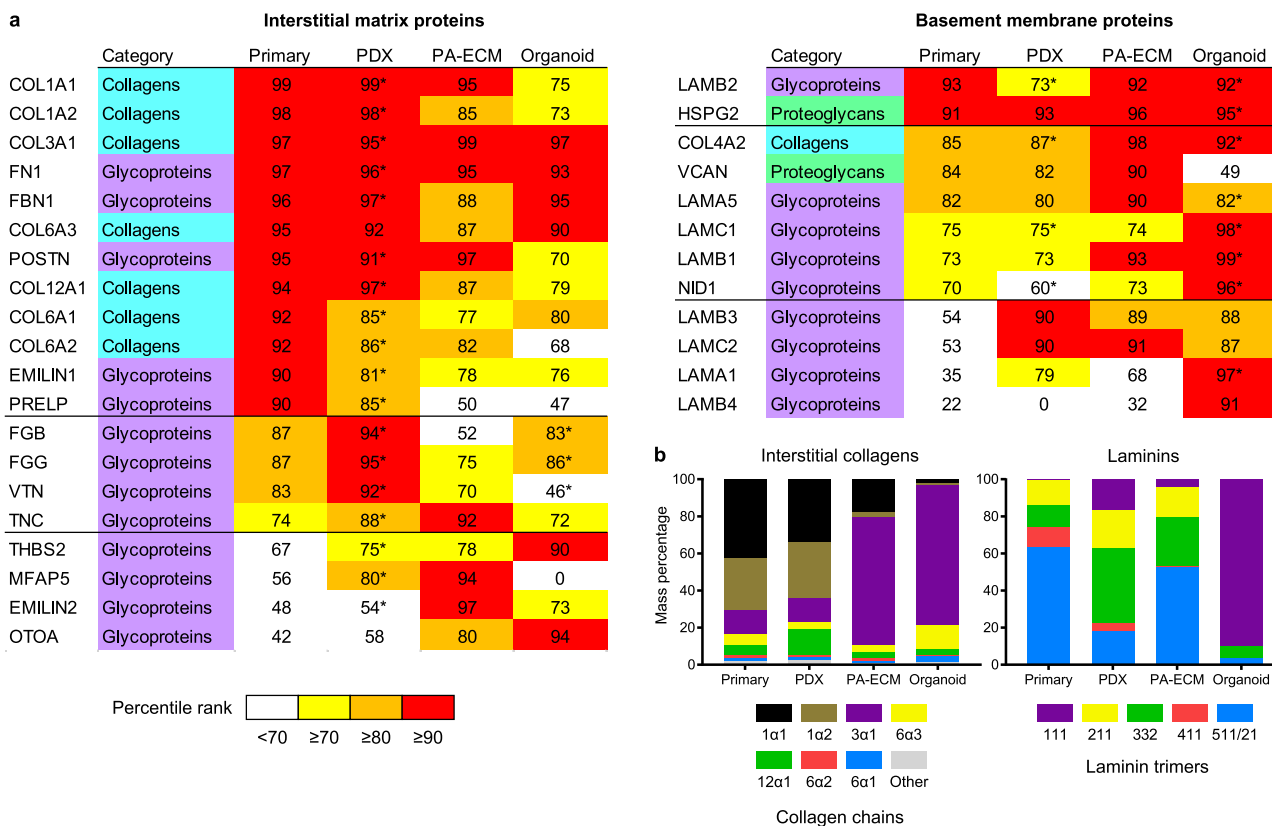 a
Interstitial matrix proteins
Category Primary PDX PA-ECM Organoid
COL1A1 Collagens 99 99* 95 75
COL1A2 Collagens 98 98* 85 73
COL3A1 Collagens 97 95* 99 97
FN1 Glycoproteins 97 96* 95 93
FBN1 Glycoproteins 96 97* 88 95
COL6A3 Collagens 95 92 87 90
POSTN Glycoproteins 95 91* 97 70
COL12A1 Collagens 94 97* 87 79
COL6A1 Collagens 92 85* 77 80
COL6A2 Collagens 92 86* 82 68
EMILIN1 Glycoproteins 90 81* 78 76
PRELP Glycoproteins 90 85* 50 47
FGB Glycoproteins 87 94* 52 83*
FGG Glycoproteins 87 95* 75 86*
VTN Glycoproteins 83 92* 70 46*
TNC Glycoproteins 74 88* 92 72
THBS2 Glycoproteins 67 75* 78 90
MFAP5 Glycoproteins 56 80* 94 0
EMILIN2 Glycoproteins 48 54* 97 73
OTOA Glycoproteins 42 58 80 94
Percentile rank
<70 ≥70 ≥80 ≥90
Basement membrane proteins
Category Primary PDX PA-ECM Organoid
LAMB2 Glycoproteins 93 73* 92 92*
HSPG2 Proteoglycans 91 93 96 95*
COL4A2 Collagens 85 87* 98 92*
VCAN Proteoglycans 84 82 90 49
LAMA5 Glycoproteins 82 80 90 82*
LAMC1 Glycoproteins 75 75* 74 98*
LAMB1 Glycoproteins 73 73 93 99*
NID1 Glycoproteins 70 60* 73 96*
LAMB3 Glycoproteins 54 90 89 88
LAMC2 Glycoproteins 53 90 91 87
LAMA1 Glycoproteins 35 79 68 97*
LAMB4 Glycoproteins 22 0 32 91
b
Interstitial collagens
Mass percentage
100
80
60
40
20
0
Primary PDX PA-ECM Organoid
1α1 1α2 3α1 6α3
12α1 6α2 6α1 Other
Collagen chains
Laminins
100
80
60
40
20
0
Primary PDX PA-ECM Organoid
111 211 332 411 511/21
Laminin trimers